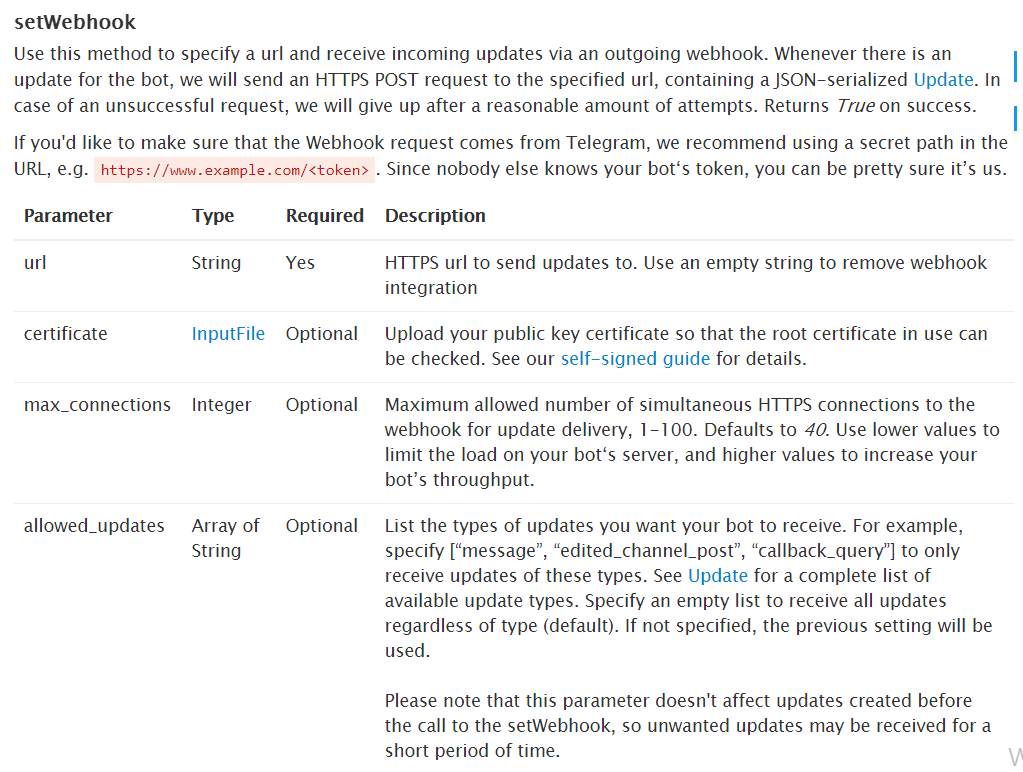 setWebhook
Use this method to specify a url and receive incoming updates via an outgoing webhook. Whenever there is an
update for the bot, we will send an HTTPS POST request to the specified url, containing a JSON-serialized Update. In
case of an unsuccessful request, we will give up after a reasonable amount of attempts. Returns True on success.
If you'd like to make sure that the Webhook request comes from Telegram, we recommend using a secret path in the
URL, e.g. https://www.example.com/<token>. Since nobody else knows your bot‘s token, you can be pretty sure it’s us.
Parameter Type Required Description
url String Yes HTTPS url to send updates to. Use an empty string to remove webhook
integration
certificate InputFile Optional Upload your public key certificate so that the root certificate in use can
be checked. See our self-signed guide for details.
max_connections Integer Optional Maximum allowed number of simultaneous HTTPS connections to the
webhook for update delivery, 1-100. Defaults to 40. Use lower values to
limit the load on your bot‘s server, and higher values to increase your
bot’s throughput.
allowed_updates Array of Optional List the types of updates you want your bot to receive. For example,
String specify [“message”, “edited_channel_post”, “callback_query”] to only
receive updates of these types. See Update for a complete list of
available update types. Specify an empty list to receive all updates
regardless of type (default). If not specified, the previous setting will be
used.
Please note that this parameter doesn't affect updates created before
the call to the setWebhook, so unwanted updates may be received for a
short period of time.